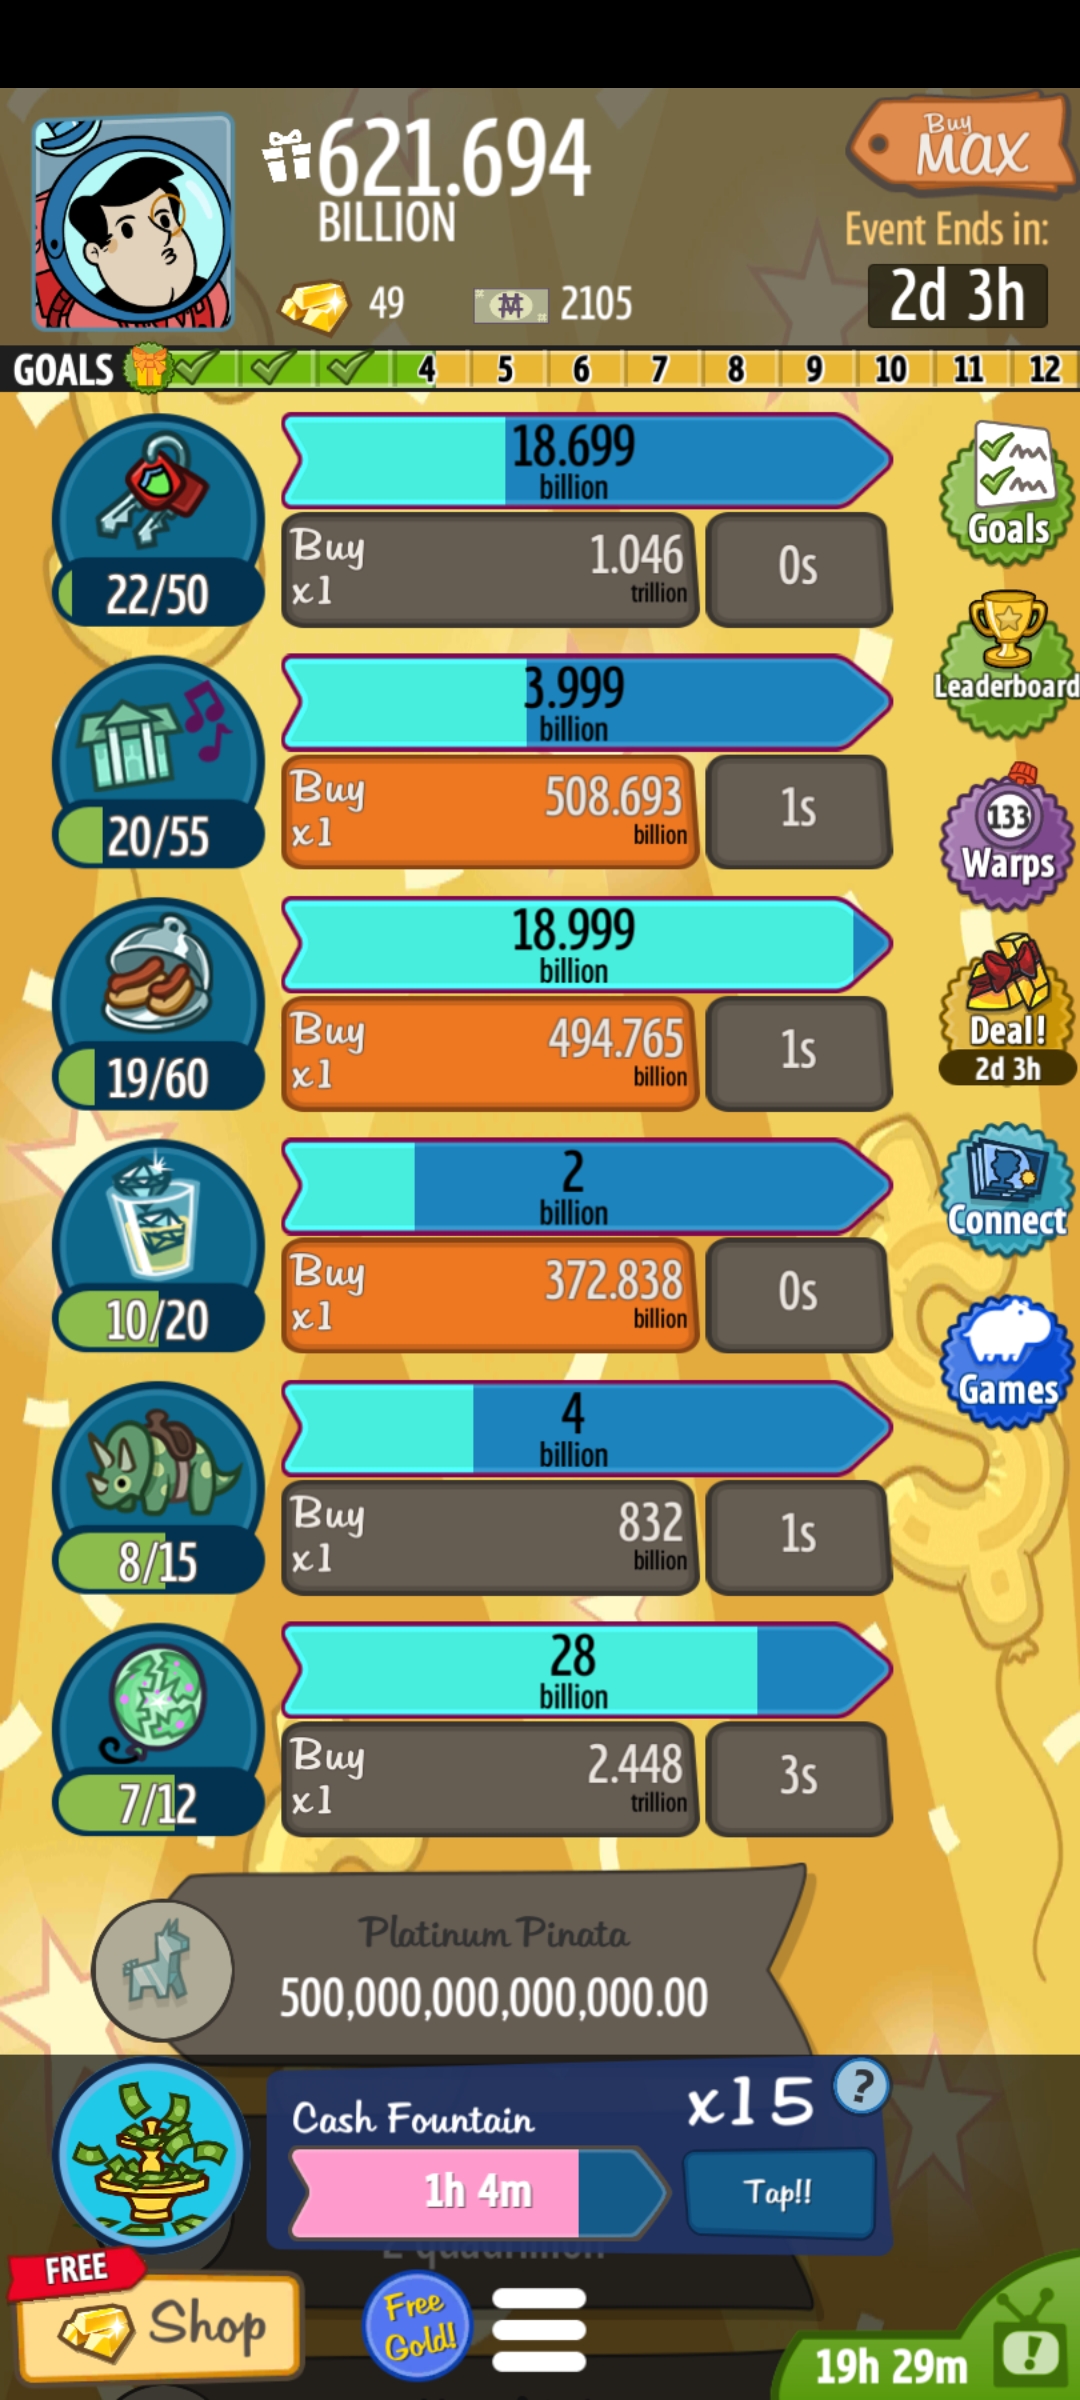 621.694
BILLION
Buy
MAX
Event Ends in:
2d 3h
49
2105
GOALS 4 5 6 7 8 9 10 11 12
18.699
billion
Buy
x1
1.046
trillion
0s
22/50
Goals
Leaderboard
3.999
billion
Buy
x1
508.693
billion
1s
20/55
133
Warps
18.999
billion
Buy
x1
494.765
billion
1s
19/60
Deal!
2d 3h
2
billion
Buy
x1
372.838
billion
0s
10/20
Connect
4
billion
Buy
x1
832
billion
1s
8/15
Games
28
billion
Buy
x1
2.448
trillion
3s
7/12
Platinum Pinata
500,000,000,000,000.00
Cash Fountain
x15
?
1h 4m
Tap!!
2 quadrillion
FREE
Shop
Free
Gold!
19h 29m